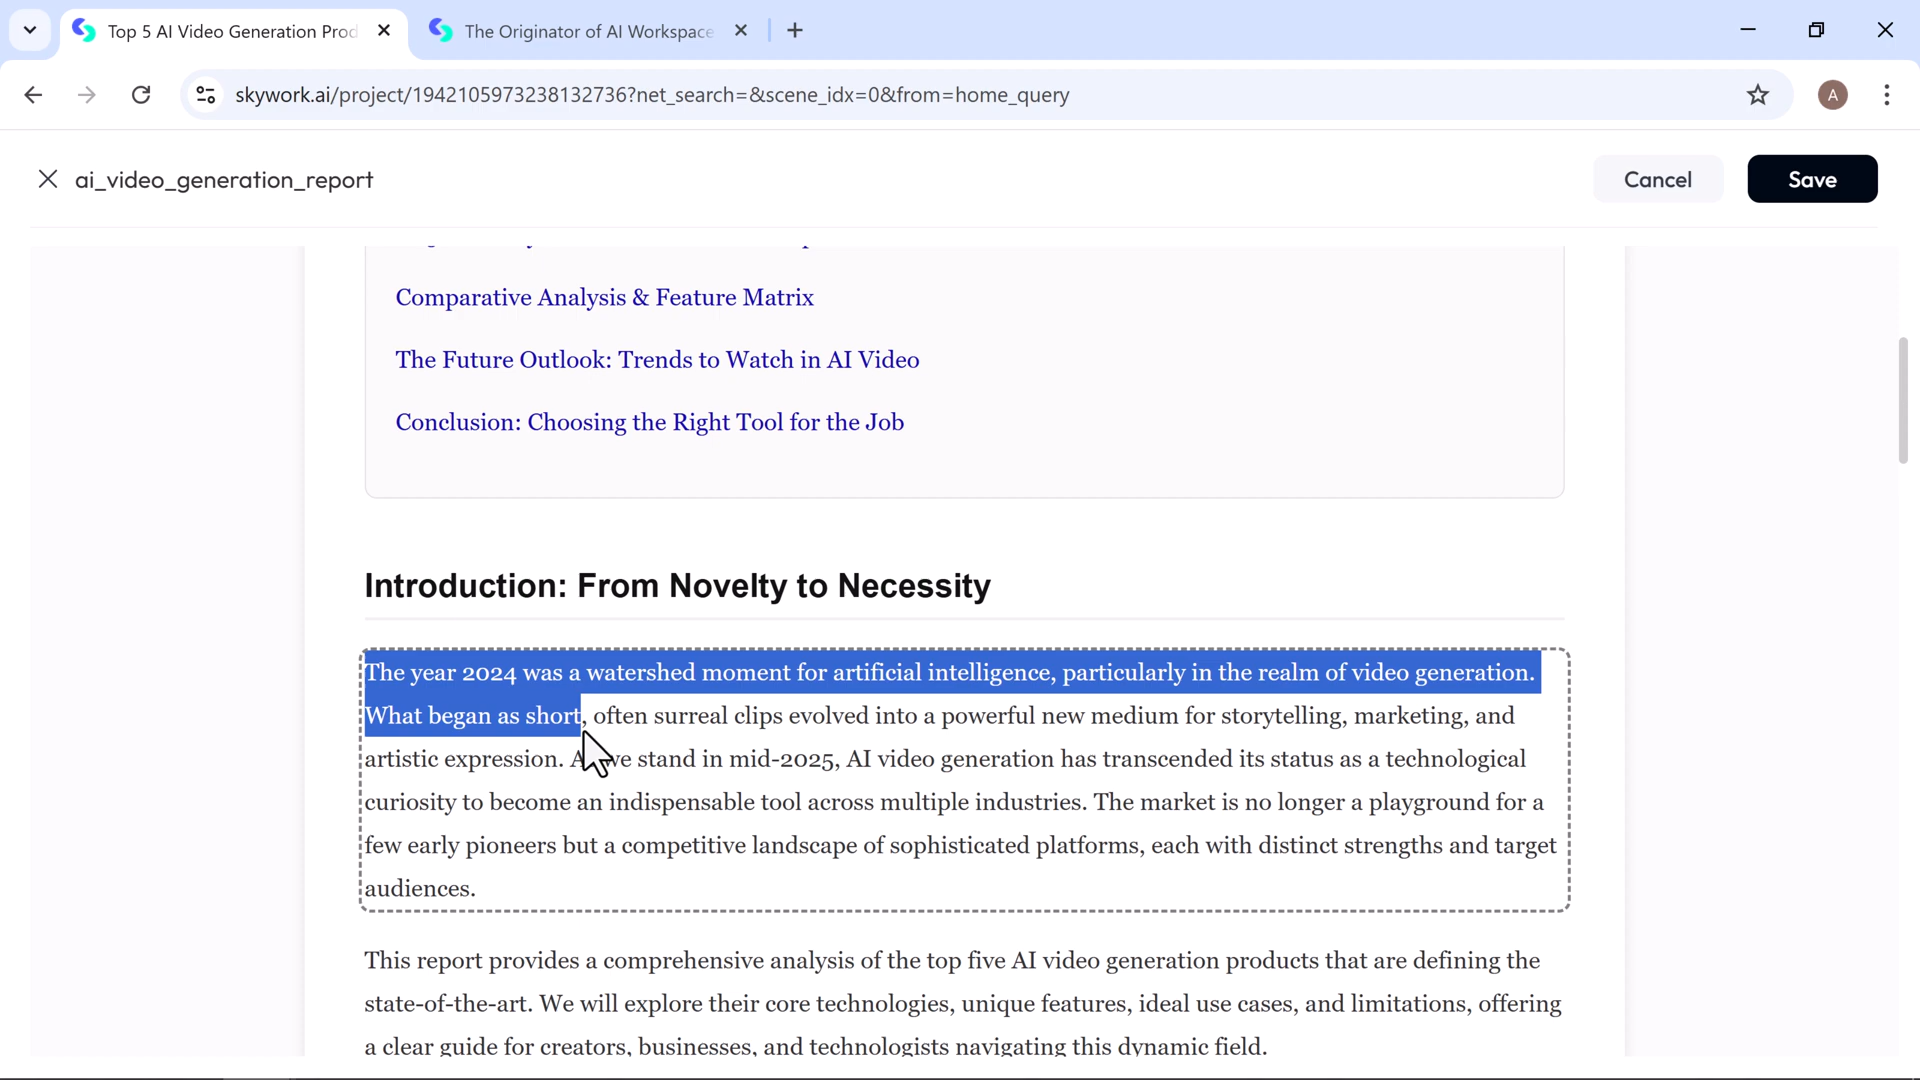 Top 5 AI Video Generation Prod
The Originator of AI Workspace
skywork.ai/project/1942105973238132736?net_search=&scene_idx=0&from=home_query
A
ai_video_generation_report
Cancel
Save
Comparative Analysis & Feature Matrix
The Future Outlook: Trends to Watch in AI Video
Conclusion: Choosing the Right Tool for the Job
Introduction: From Novelty to Necessity
The year 2024 was a watershed moment for artificial intelligence, particularly in the realm of video generation.
What began as short, often surreal clips evolved into a powerful new medium for storytelling, marketing, and
artistic expression. As we stand in mid-2025, AI video generation has transcended its status as a technological
curiosity to become an indispensable tool across multiple industries. The market is no longer a playground for a
few early pioneers but a competitive landscape of sophisticated platforms, each with distinct strengths and target
audiences.
This report provides a comprehensive analysis of the top five AI video generation products that are defining the
state-of-the-art. We will explore their core technologies, unique features, ideal use cases, and limitations, offering
a clear guide for creators, businesses, and technologists navigating this dynamic field.